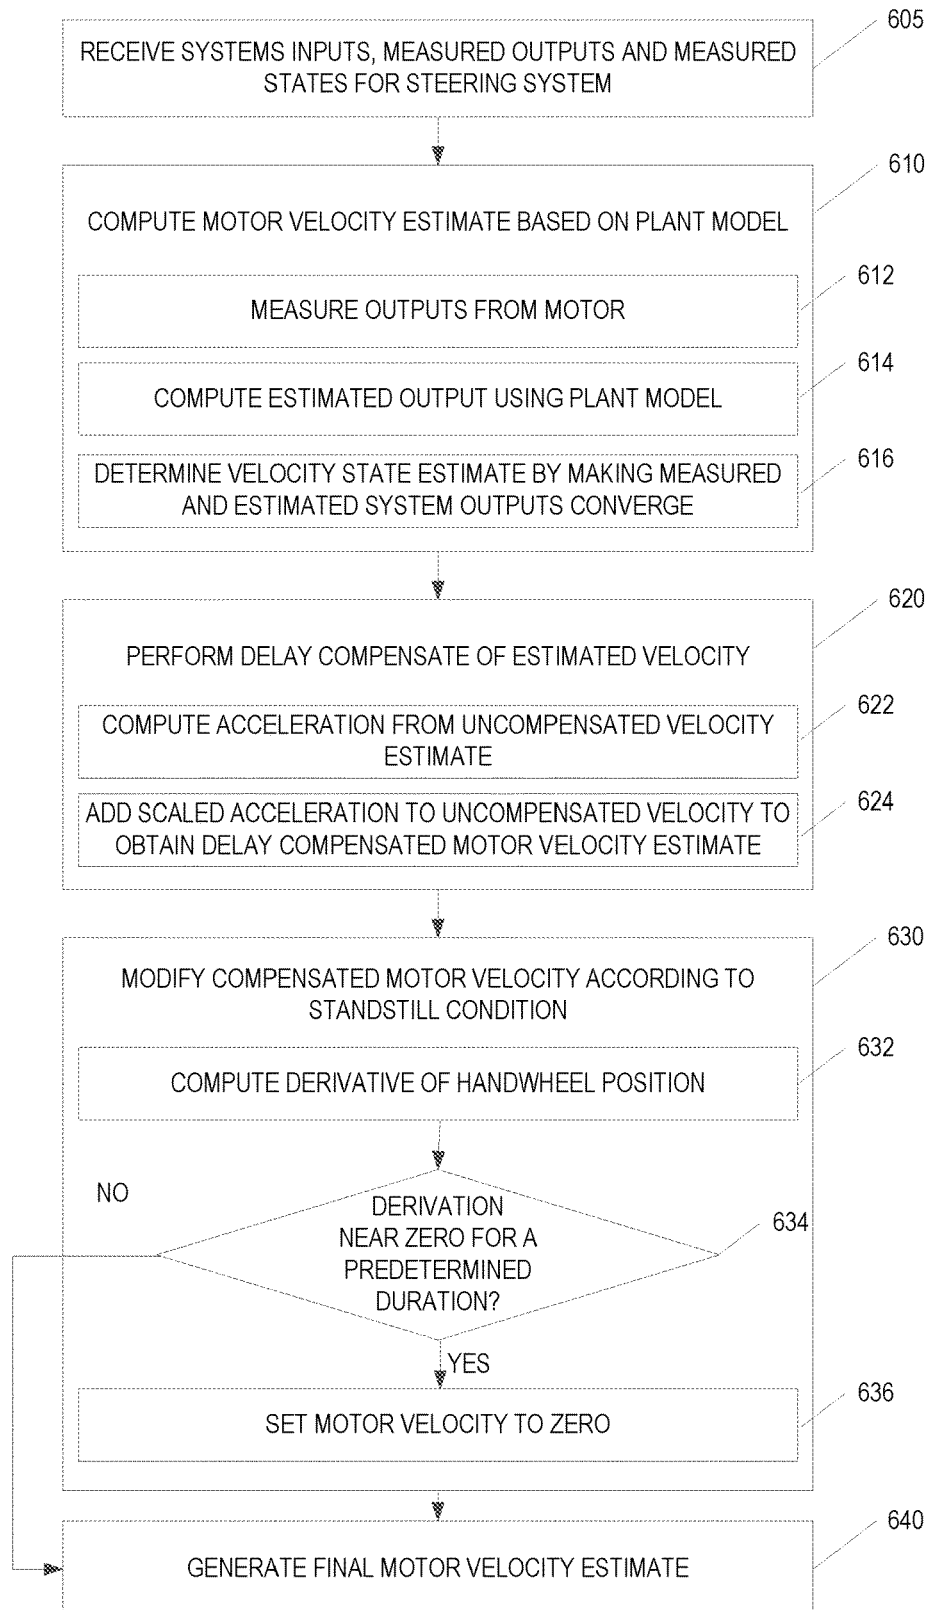 605
RECEIVE SYSTEMS INPUTS, MEASURED OUTPUTS AND MEASURED
STATES FOR STEERING SYSTEM
610
COMPUTE MOTOR VELOCITY ESTIMATE BASED ON PLANT MODEL
612
MEASURE OUTPUTS FROM MOTOR
614
COMPUTE ESTIMATED OUTPUT USING PLANT MODEL
616
DETERMINE VELOCITY STATE ESTIMATE BY MAKING MEASURED
AND ESTIMATED SYSTEM OUTPUTS CONVERGE
620
PERFORM DELAY COMPENSATE OF ESTIMATED VELOCITY
622
COMPUTE ACCELERATION FROM UNCOMPENSATED VELOCITY
ESTIMATE
624
ADD SCALED ACCELERATION TO UNCOMPENSATED VELOCITY TO
OBTAIN DELAY COMPENSATED MOTOR VELOCITY ESTIMATE
630
MODIFY COMPENSATED MOTOR VELOCITY ACCORDING TO
STANDSTILL CONDITION
632
COMPUTE DERIVATIVE OF HANDWHEEL POSITION
NO
634
DERIVATION
NEAR ZERO FOR A
PREDETERMINED
DURATION?
YES
636
SET MOTOR VELOCITY TO ZERO
640
GENERATE FINAL MOTOR VELOCITY ESTIMATE